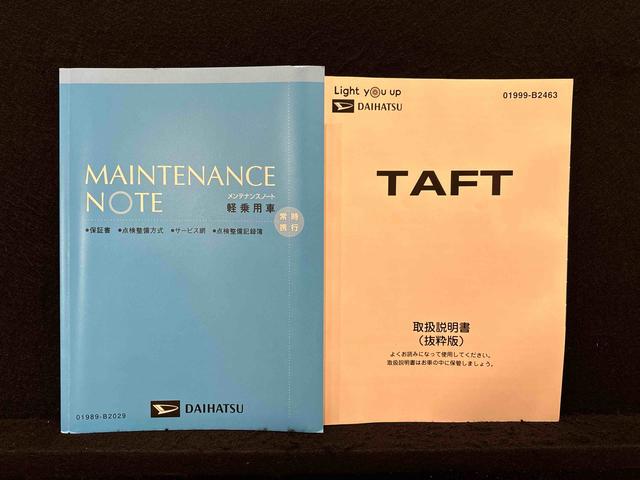 MAINTENANCE
NOTE
メンテナンスノート
軽乗用車
常時
携行
●保証書 ●点検整備方式 ●サービス網 ●点検整備記録簿
01989-B2029
DAIHATSU
Light you up
DAIHATSU
01999-B2463
TAFT
取扱説明書
（抜粋版）
よくお読みになって使用してください。
取扱説明書はお車の中に保管しましょう。